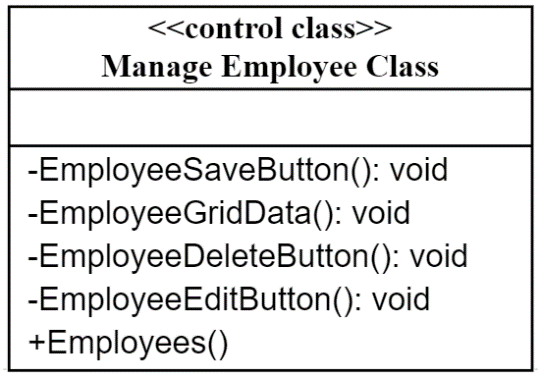 <<control class>>
Manage Employee Class
-EmployeeSaveButton(): void
-EmployeeGridData(): void
-EmployeeDeleteButton(): void
-EmployeeEditButton(): void
+Employees()